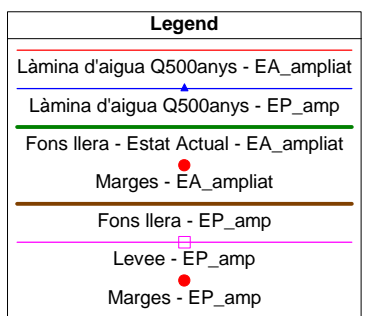 Legend
Làmina d'aigua Q500anys - EA_ampliat
Làmina d'aigua Q500anys - EP_amp
Fons llera - Estat Actual - EA_ampliat
Marges - EA_ampliat
Fons llera - EP_amp
Levee - EP_amp
Marges - EP_amp